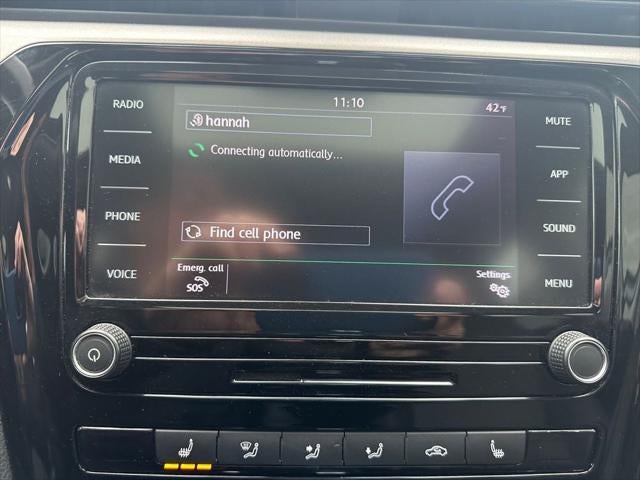 11:10
42°F
RADIO
MEDIA
PHONE
VOICE
hannah
Connecting automatically...
Find cell phone
Emerg. call
SOS
Settings
MUTE
APP
SOUND
MENU